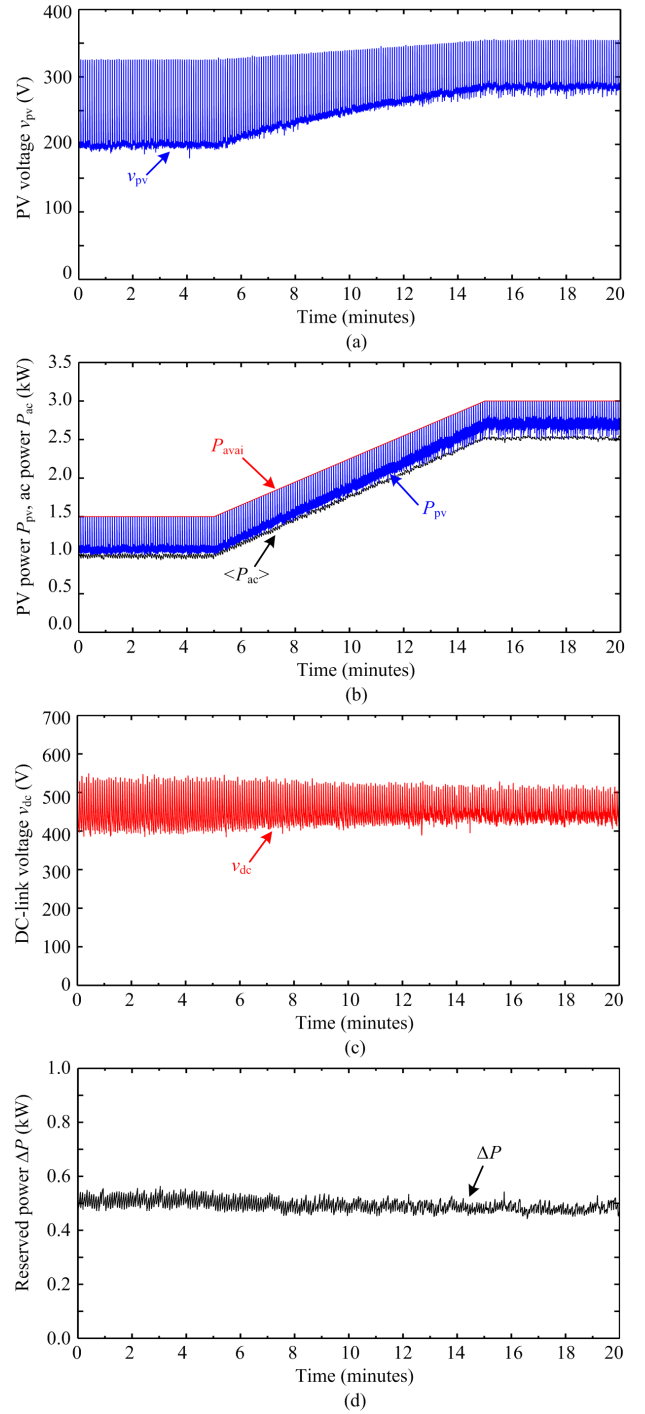 400
300
200
100
0
PV voltage vpv (V)
vpv
0 2 4 6 8 10 12 14 16 18 20
Time (minutes)
(a)
3.5
3.0
2.5
2.0
1.5
1.0
0.5
0.0
PV power Ppv, ac power Pac (kW)
Pavai
Ppv
<Pac>
0 2 4 6 8 10 12 14 16 18 20
Time (minutes)
(b)
700
600
500
400
300
200
100
0
DC-link voltage vdc (V)
vdc
0 2 4 6 8 10 12 14 16 18 20
Time (minutes)
(c)
1.0
0.8
0.6
0.4
0.2
0.0
Reserved power ΔP (kW)
ΔP
0 2 4 6 8 10 12 14 16 18 20
Time (minutes)
(d)